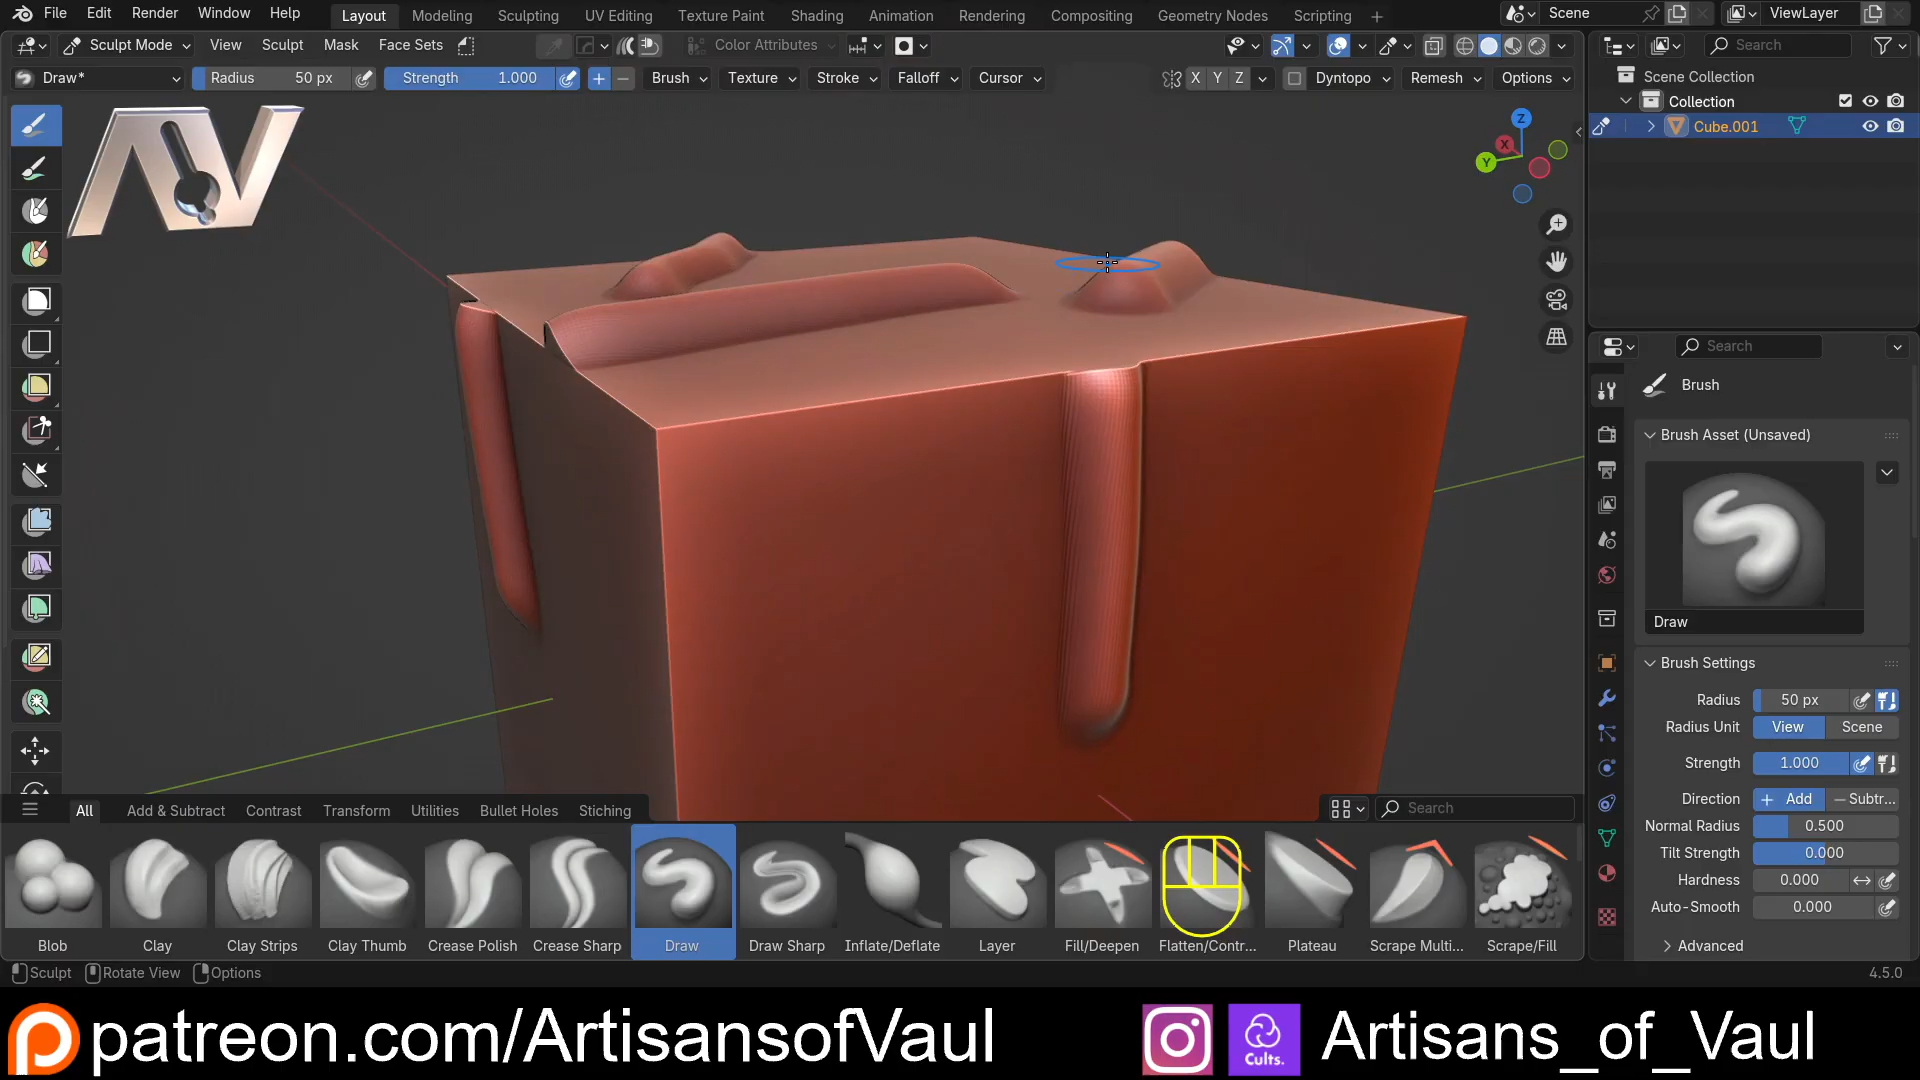 File Edit Render Window Help Layout Modeling Sculpting UV Editing Texture Paint Shading Animation Rendering Compositing Geometry Nodes Scripting + Scene ViewLayer
Sculpt Mode View Sculpt Mask Face Sets Color Attributes Search
Draw* Radius 50 px Strength 1.000 + − Brush Texture Stroke Falloff Cursor X Y Z Dyntopo Remesh Options
Scene Collection
Collection
Cube.001
Z
X
Y
Search
Brush
Brush Asset (Unsaved)
Draw
Brush Settings
Radius 50 px
Radius Unit View Scene
Strength 1.000
Direction + Add − Subtr...
Normal Radius 0.500
Tilt Strength 0.000
Hardness 0.000
Auto-Smooth 0.000
Advanced
All Add & Subtract Contrast Transform Utilities Bullet Holes Stiching Search
Blob Clay Clay Strips Clay Thumb Crease Polish Crease Sharp Draw Draw Sharp Inflate/Deflate Layer Fill/Deepen Flatten/Contr... Plateau Scrape Multi... Scrape/Fill
Sculpt Rotate View Options 4.5.0
patreon.com/ArtisansofVaul Cults. Artisans_of_Vaul